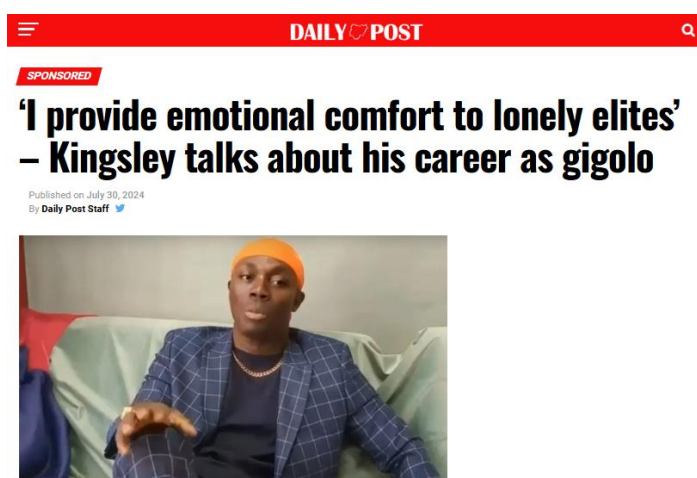 DAILY POST
SPONSORED
‘I provide emotional comfort to lonely elites’
– Kingsley talks about his career as gigolo
Published on July 30, 2024
By Daily Post Staff